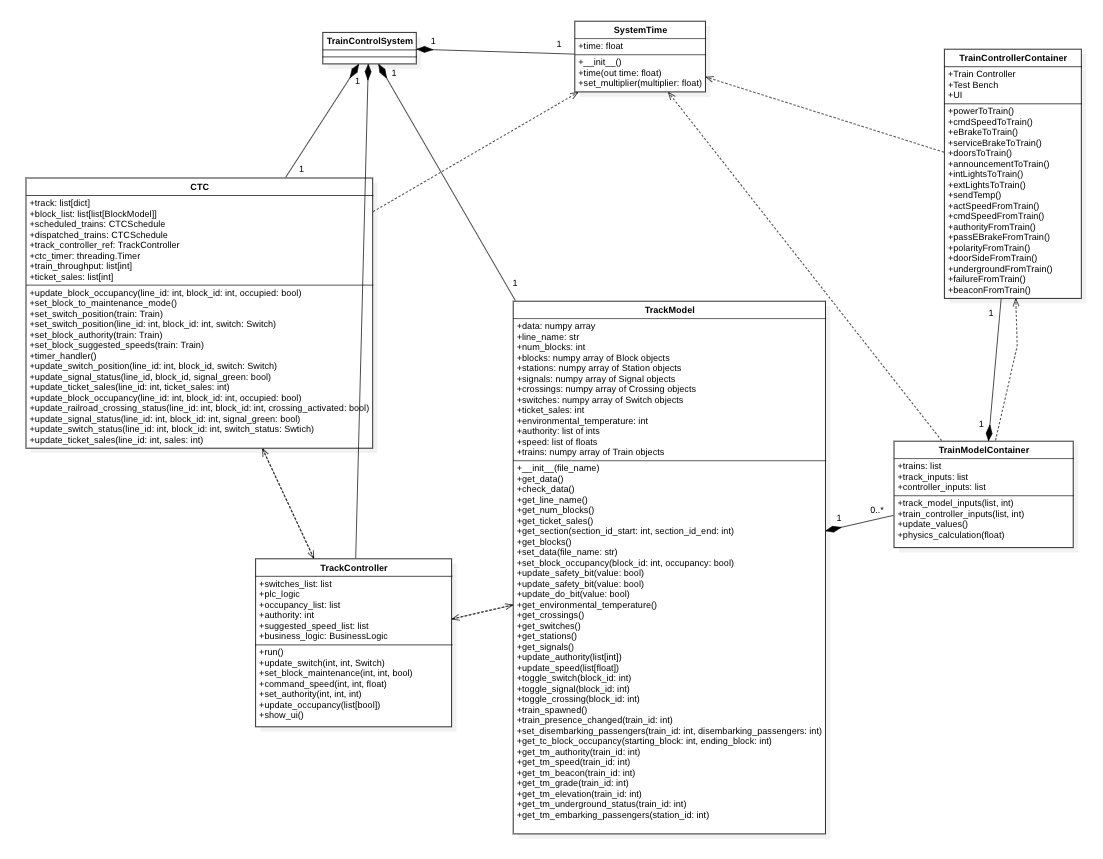 TrainControlSystem
1
1
1
1
1
1
SystemTime
+time: float
+__init__()
+time(out time: float)
+set_multiplier(multiplier: float)
TrainControllerContainer
+Train Controller
+Test Bench
+UI
+powerToTrain()
+cmdSpeedToTrain()
+eBrakeToTrain()
+serviceBrakeToTrain()
+doorsToTrain()
+announcementToTrain()
+intLightsToTrain()
+extLightsToTrain()
+sendTemp()
+actSpeedFromTrain()
+cmdSpeedFromTrain()
+authorityFromTrain()
+passEBrakeFromTrain()
+polarityFromTrain()
+doorSideFromTrain()
+undergroundFromTrain()
+failureFromTrain()
+beaconFromTrain()
CTC
+track: list[dict]
+block_list: list[list[BlockModel]]
+scheduled_trains: CTCSchedule
+dispatched_trains: CTCSchedule
+track_controller_ref: TrackController
+ctc_timer: threading.Timer
+train_throughput: list[int]
+ticket_sales: list[int]
+update_block_occupancy(line_id: int, block_id: int, occupied: bool)
+set_block_to_maintenance_mode()
+set_switch_position(train: Train)
+set_switch_position(line_id: int, block_id: int, switch: Switch)
+set_block_authority(train: Train)
+set_block_suggested_speeds(train: Train)
+timer_handler()
+update_switch_position(line_id: int, block_id, switch: Switch)
+update_signal_status(line_id, block_id, signal_green: bool)
+update_ticket_sales(line_id: int, ticket_sales: int)
+update_block_occupancy(line_id: int, block_id: int, occupied: bool)
+update_railroad_crossing_status(line_id: int, block_id: int, crossing_activated: bool)
+update_signal_status(line_id: int, block_id: int, signal_green: bool)
+update_switch_status(line_id: int, block_id: int, switch_status: Swtich)
+update_ticket_sales(line_id: int, sales: int)
TrackModel
+data: numpy array
+line_name: str
+num_blocks: int
+blocks: numpy array of Block objects
+stations: numpy array of Station objects
+signals: numpy array of Signal objects
+crossings: numpy array of Crossing objects
+switches: numpy array of Switch objects
+ticket_sales: int
+environmental_temperature: int
+authority: list of ints
+speed: list of floats
+trains: numpy array of Train objects
+__init__(file_name)
+get_data()
+check_data()
+get_line_name()
+get_num_blocks()
+get_ticket_sales()
+get_section(section_id_start: int, section_id_end: int)
+get_blocks()
+set_data(file_name: str)
+set_block_occupancy(block_id: int, occupancy: bool)
+update_safety_bit(value: bool)
+update_safety_bit(value: bool)
+update_do_bit(value: bool)
+get_environmental_temperature()
+get_crossings()
+get_switches()
+get_stations()
+get_signals()
+update_authority(list[int])
+update_speed(list[float])
+toggle_switch(block_id: int)
+toggle_signal(block_id: int)
+toggle_crossing(block_id: int)
+train_spawned()
+train_presence_changed(train_id: int)
+set_disembarking_passengers(train_id: int, disembarking_passengers: int)
+get_tc_block_occupancy(starting_block: int, ending_block: int)
+get_tm_authority(train_id: int)
+get_tm_speed(train_id: int)
+get_tm_beacon(train_id: int)
+get_tm_grade(train_id: int)
+get_tm_elevation(train_id: int)
+get_tm_underground_status(train_id: int)
+get_tm_embarking_passengers(station_id: int)
1
1
TrainModelContainer
+trains: list
+track_inputs: list
+controller_inputs: list
+track_model_inputs(list, int)
+train_controller_inputs(list, int)
+update_values()
+physics_calculation(float)
1
0..*
TrackController
+switches_list: list
+plc_logic
+occupancy_list: list
+authority: int
+suggested_speed_list: list
+business_logic: BusinessLogic
+run()
+update_switch(int, int, Switch)
+set_block_maintenance(int, int, bool)
+command_speed(int, int, float)
+set_authority(int, int, int)
+update_occupancy(list[bool])
+show_ui()